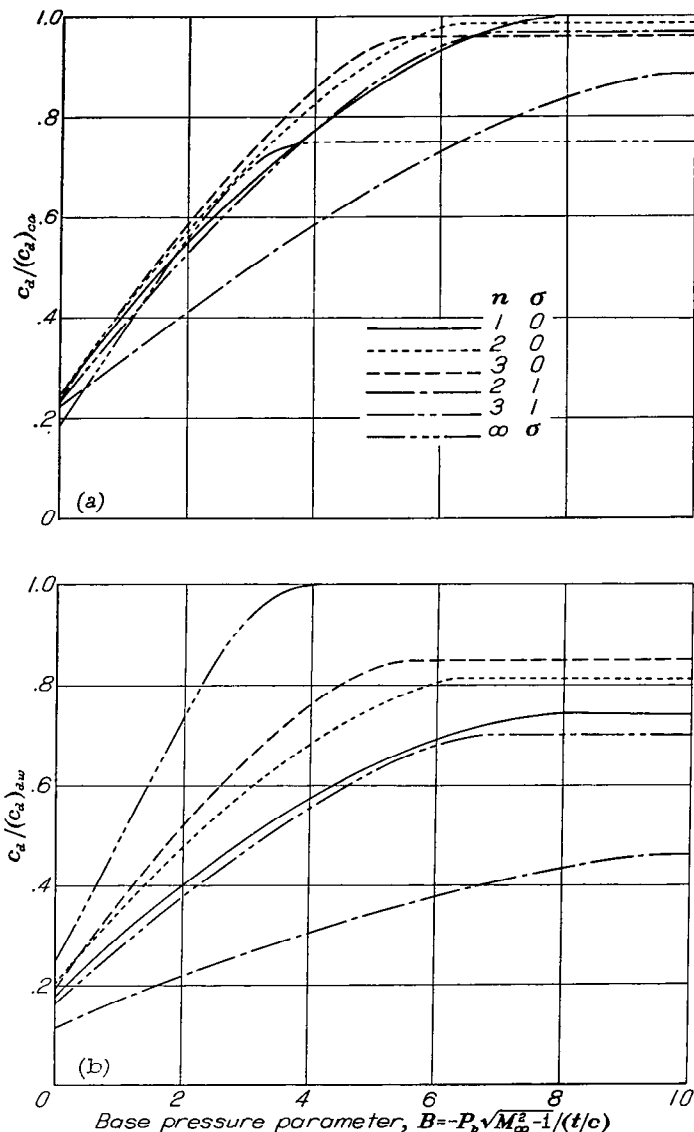 1.0
.8
.6
.4
.2
0
c_d/(c_d)_ca
n σ
1 0
2 0
3 0
2 1
3 1
∞ σ
(a)
1.0
.8
.6
.4
.2
0
c_d/(c_d)_dw
(b)
0 2 4 6 8 10
Base pressure parameter, B=-P_b√M_∞^2-1/(t/c)